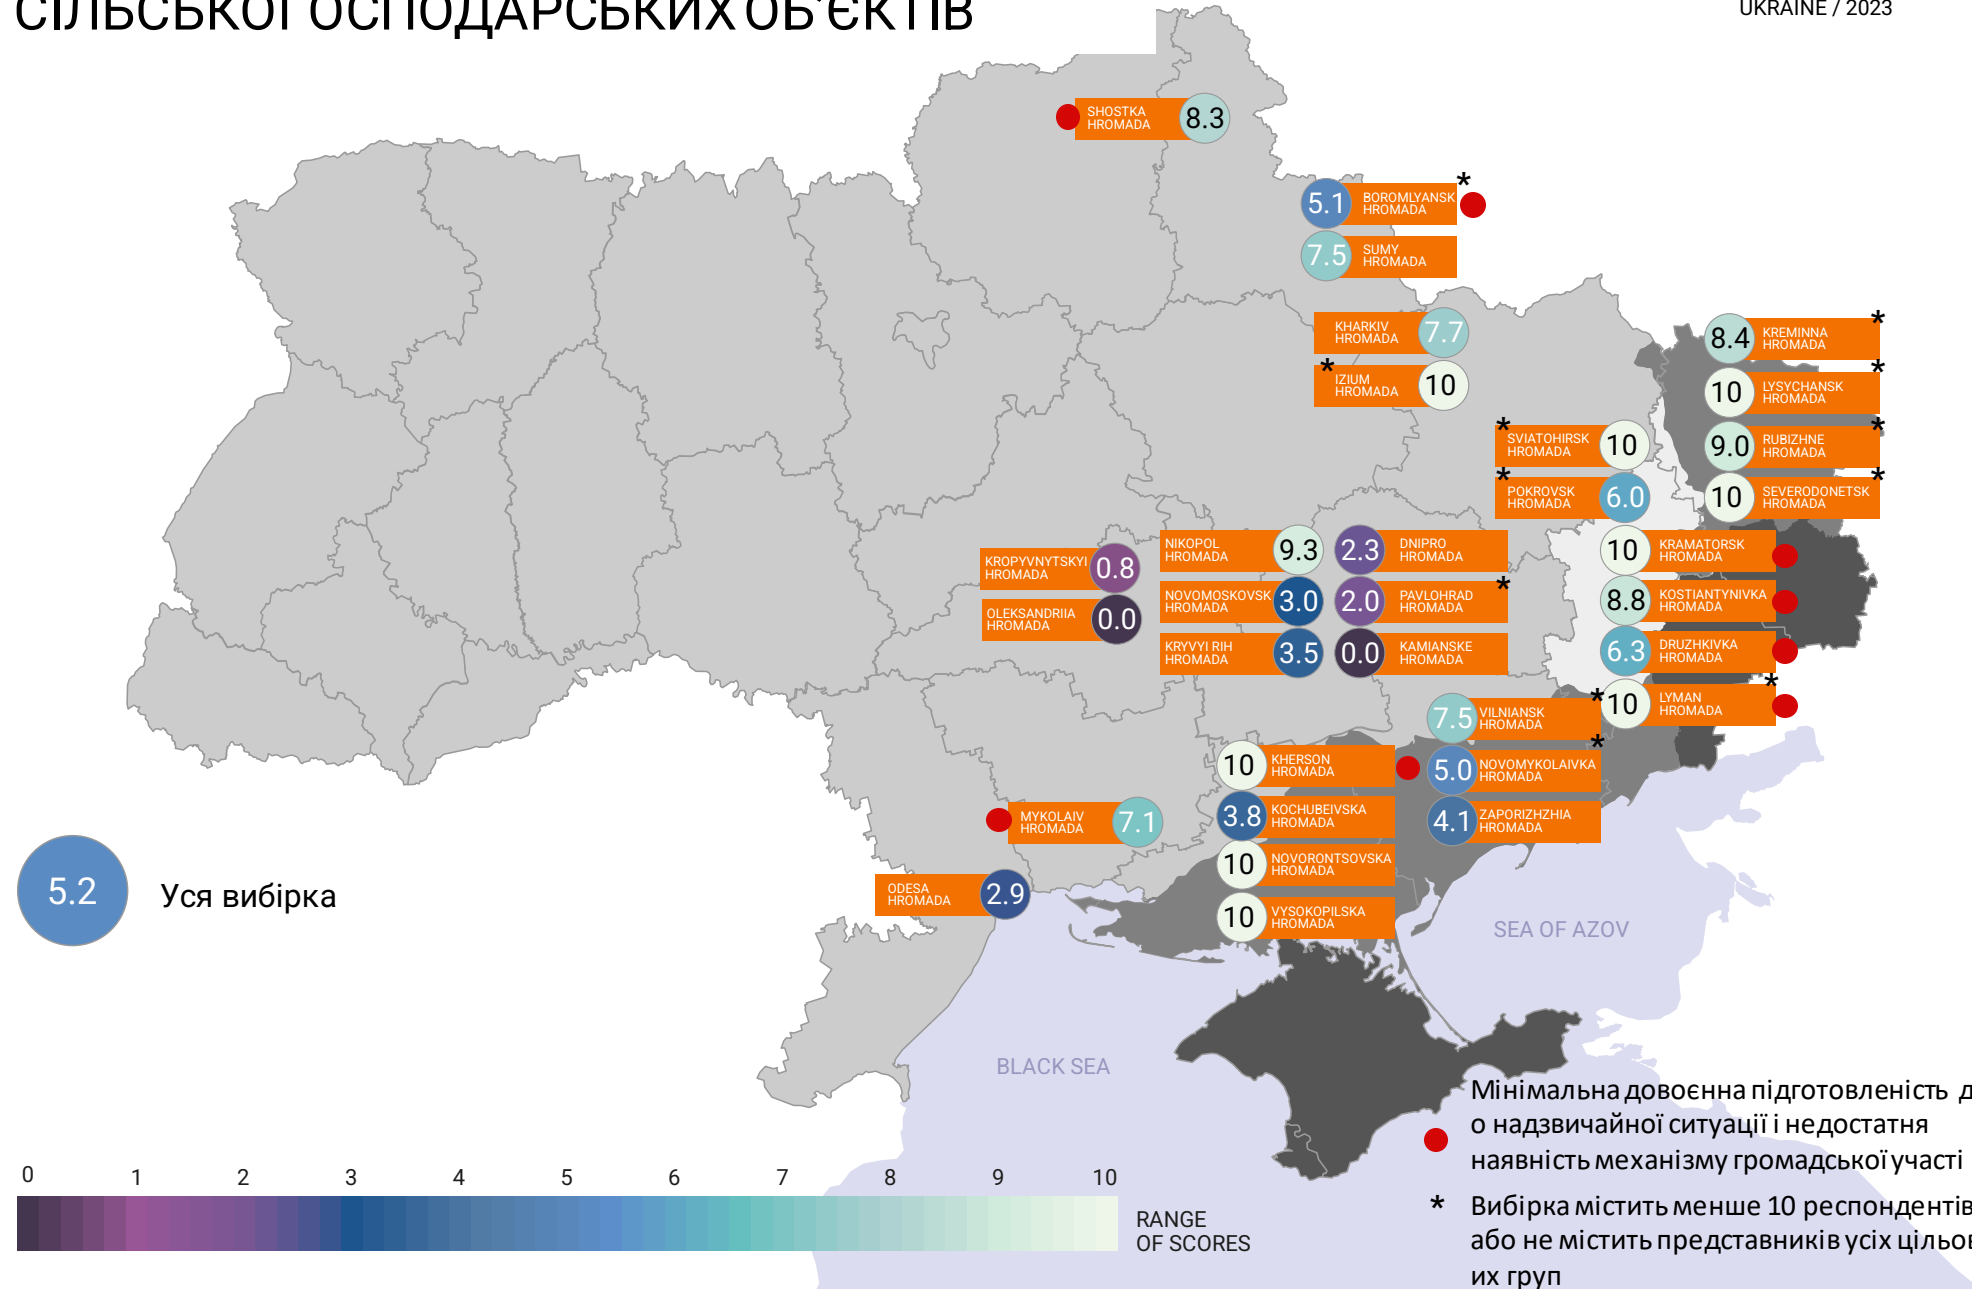 СІЛЬСЬКОГОСПОДАРСЬКИХ ОБ'ЄКТІВ
UKRAINE / 2023
SHOSTKA
HROMADA
8.3
*
5.1
BOROMLYANSK
HROMADA
7.5
SUMY
HROMADA
KHARKIV
HROMADA
7.7
*
IZIUM
HROMADA
10
*
8.4
KREMINNA
HROMADA
*
10
LYSYCHANSK
HROMADA
*
9.0
RUBIZHNE
HROMADA
*
10
SEVERODONETSK
HROMADA
*
SVIATOHIRSK
HROMADA
10
*
POKROVSK
HROMADA
6.0
10
KRAMATORSK
HROMADA
8.8
KOSTIANTYNIVKA
HROMADA
6.3
DRUZHKIVKA
HROMADA
*
10
LYMAN
HROMADA
KROPYVNYTSKYI
HROMADA
0.8
OLEKSANDRIIA
HROMADA
0.0
NIKOPOL
HROMADA
9.3
NOVOMOSKOVSK
HROMADA
3.0
KRYVYI RIH
HROMADA
3.5
2.3
DNIPRO
HROMADA
*
2.0
PAVLOHRAD
HROMADA
0.0
KAMIANSKE
HROMADA
*
7.5
VILNIANSK
HROMADA
*
5.0
NOVOMYKOLAIVKA
HROMADA
4.1
ZAPORIZHZHIA
HROMADA
10
KHERSON
HROMADA
3.8
KOCHUBEIVSKA
HROMADA
10
NOVORONTSOVSKA
HROMADA
10
VYSOKOPILSKA
HROMADA
MYKOLAIV
HROMADA
7.1
ODESA
HROMADA
2.9
5.2
Уся вибірка
SEA OF AZOV
BLACK SEA
0 1 2 3 4 5 6 7 8 9 10
RANGE
OF SCORES
Мінімальна довоєнна підготовленість д
о надзвичайної ситуації і недостатня
наявність механізму громадської участі
* Вибірка містить менше 10 респондентів
або не містить представників усіх цільов
их груп